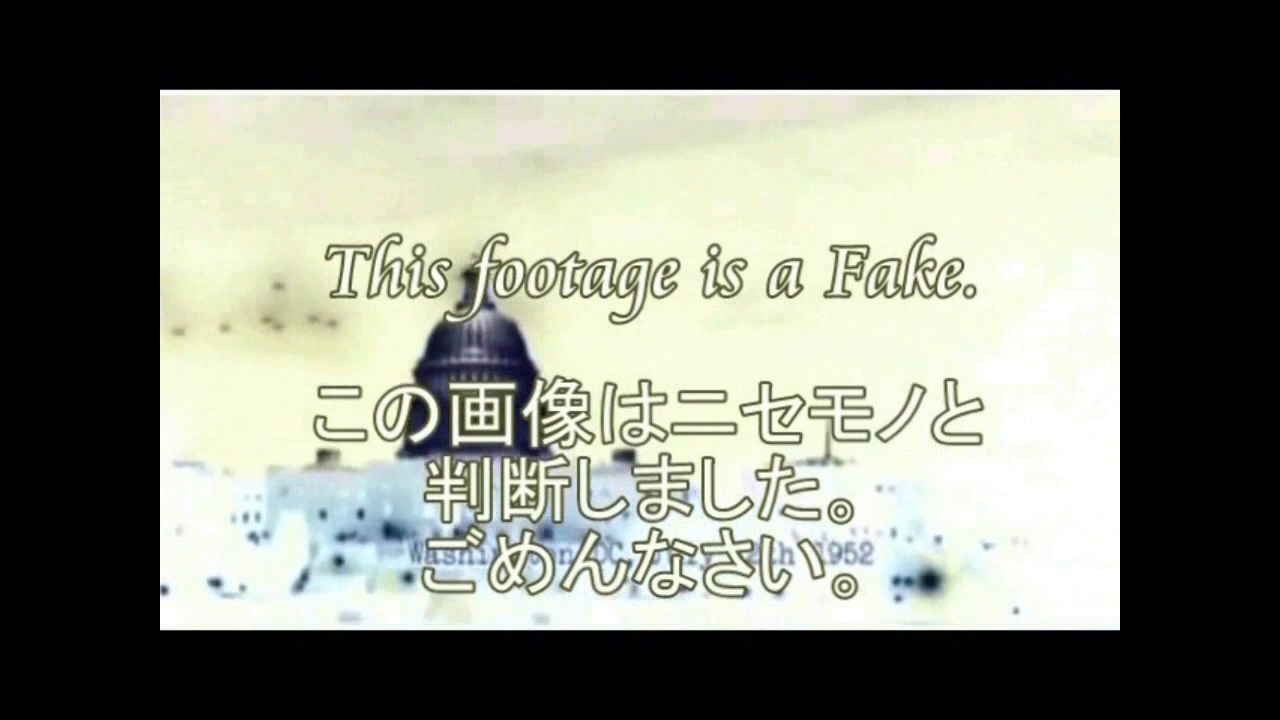 This footage is a Fake.
この画像はニセモノと
判断しました。
ごめんなさい。
1952